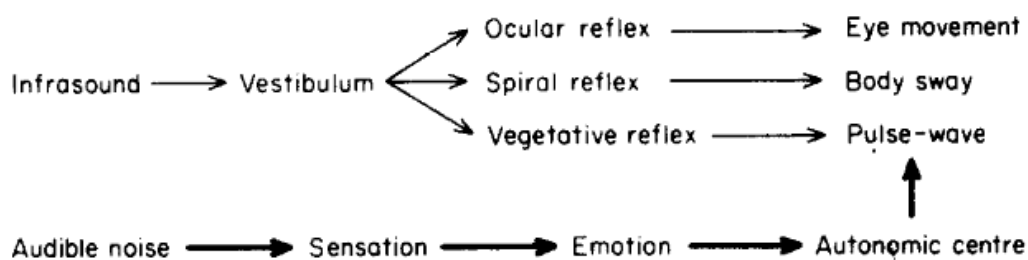 Ocular reflex Eye movement
Infrasound Vestibulum Spiral reflex Body sway
Vegetative reflex Pulse-wave
Audible noise Sensation Emotion Autonomic centre